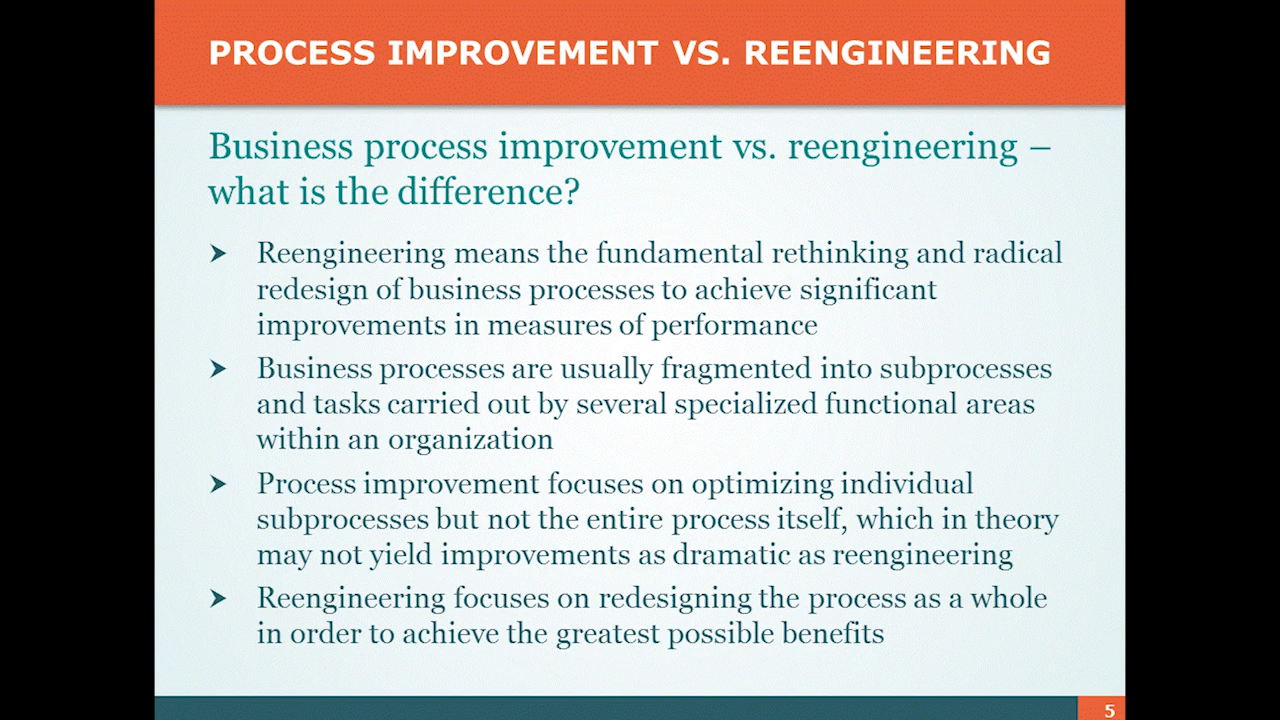 PROCESS IMPROVEMENT VS. REENGINEERING
Business process improvement vs. reengineering –
what is the difference?
Reengineering means the fundamental rethinking and radical
redesign of business processes to achieve significant
improvements in measures of performance
Business processes are usually fragmented into subprocesses
and tasks carried out by several specialized functional areas
within an organization
Process improvement focuses on optimizing individual
subprocesses but not the entire process itself, which in theory
may not yield improvements as dramatic as reengineering
Reengineering focuses on redesigning the process as a whole
in order to achieve the greatest possible benefits
5